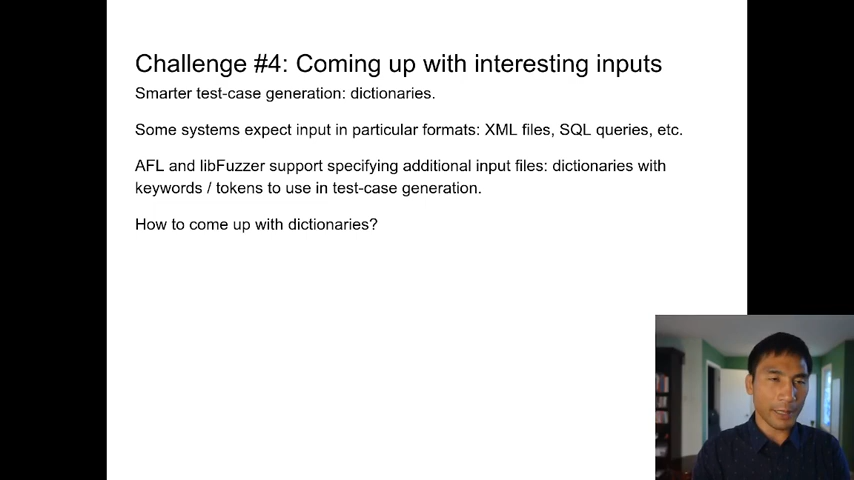 Challenge #4: Coming up with interesting inputs
Smarter test-case generation: dictionaries.
Some systems expect input in particular formats: XML files, SQL queries, etc.
AFL and libFuzzer support specifying additional input files: dictionaries with
keywords / tokens to use in test-case generation.
How to come up with dictionaries?